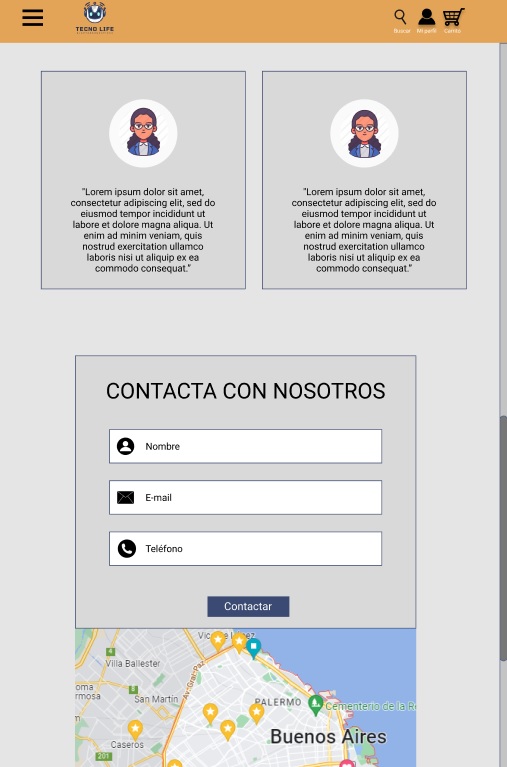 TECNO LIFE
Buscar
Mi perfil
Carrito
"Lorem ipsum dolor sit amet,
consectetur adipiscing elit, sed do
eiusmod tempor incididunt ut
labore et dolore magna aliqua. Ut
enim ad minim veniam, quis
nostrud exercitation ullamco
laboris nisi ut aliquip ex ea
commodo consequat."
"Lorem ipsum dolor sit amet,
consectetur adipiscing elit, sed do
eiusmod tempor incididunt ut
labore et dolore magna aliqua. Ut
enim ad minim veniam, quis
nostrud exercitation ullamco
laboris nisi ut aliquip ex ea
commodo consequat."
CONTACTA CON NOSOTROS
Nombre
E-mail
Teléfono
Contactar
Villa Ballester
Av. Gral. Paz
San Martín
PALERMO
Cementerio de la Re
Buenos Aires
Caseros
201